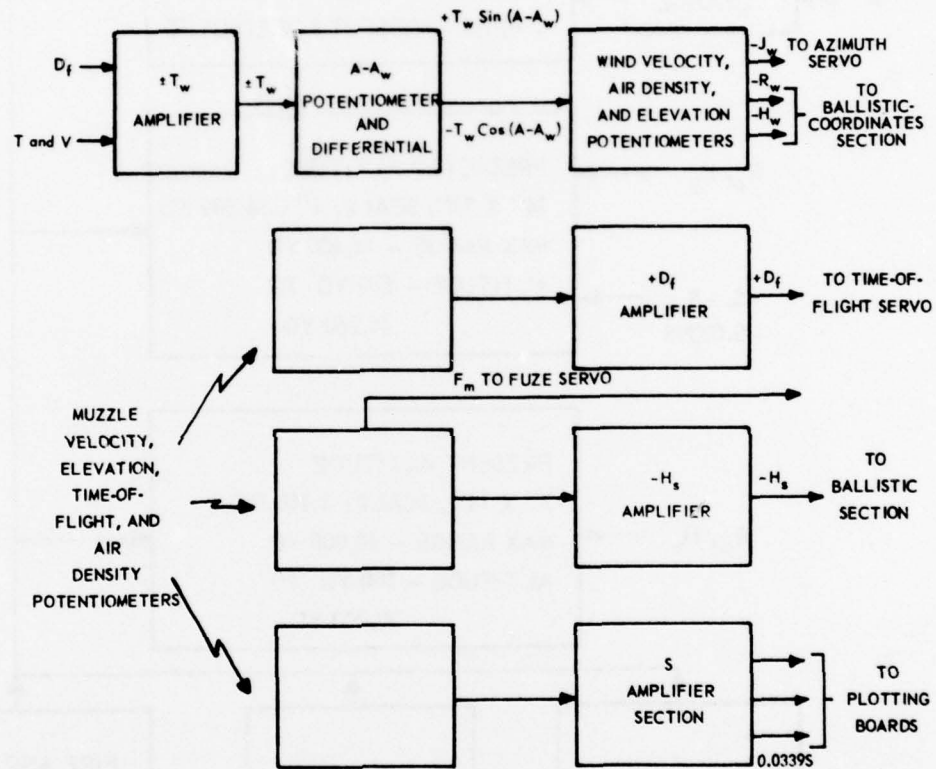 +T_w Sin (A-A_w)
D_f
T and V
±T_w
AMPLIFIER
±T_w
A-A_w
POTENTIOMETER
AND
DIFFERENTIAL
-T_w Cos (A-A_w)
WIND VELOCITY,
AIR DENSITY,
AND ELEVATION
POTENTIOMETERS
-J_w
-R_w
-H_w
TO AZIMUTH
SERVO
TO
BALLISTIC-
COORDINATES
SECTION
+D_f
AMPLIFIER
+D_f
TO TIME-OF-
FLIGHT SERVO
F_m TO FUZE SERVO
MUZZLE
VELOCITY,
ELEVATION,
TIME-OF-
FLIGHT, AND
AIR
DENSITY
POTENTIOMETERS
-H_s
AMPLIFIER
-H_s
TO
BALLISTIC
SECTION
S
AMPLIFIER
SECTION
0.0339S
TO
PLOTTING
BOARDS